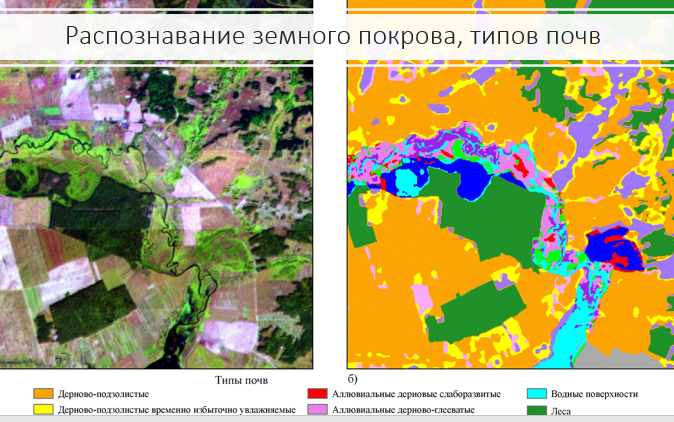 Распознавание земного покрова, типов почв
Типы почв
б)
Дерново-подзолистые
Аллювиальные дерновые слаборазвитые
Водные поверхности
Дерново-подзолистые временно избыточно увлажняемые
Аллювиальные дерново-глееватые
Леса